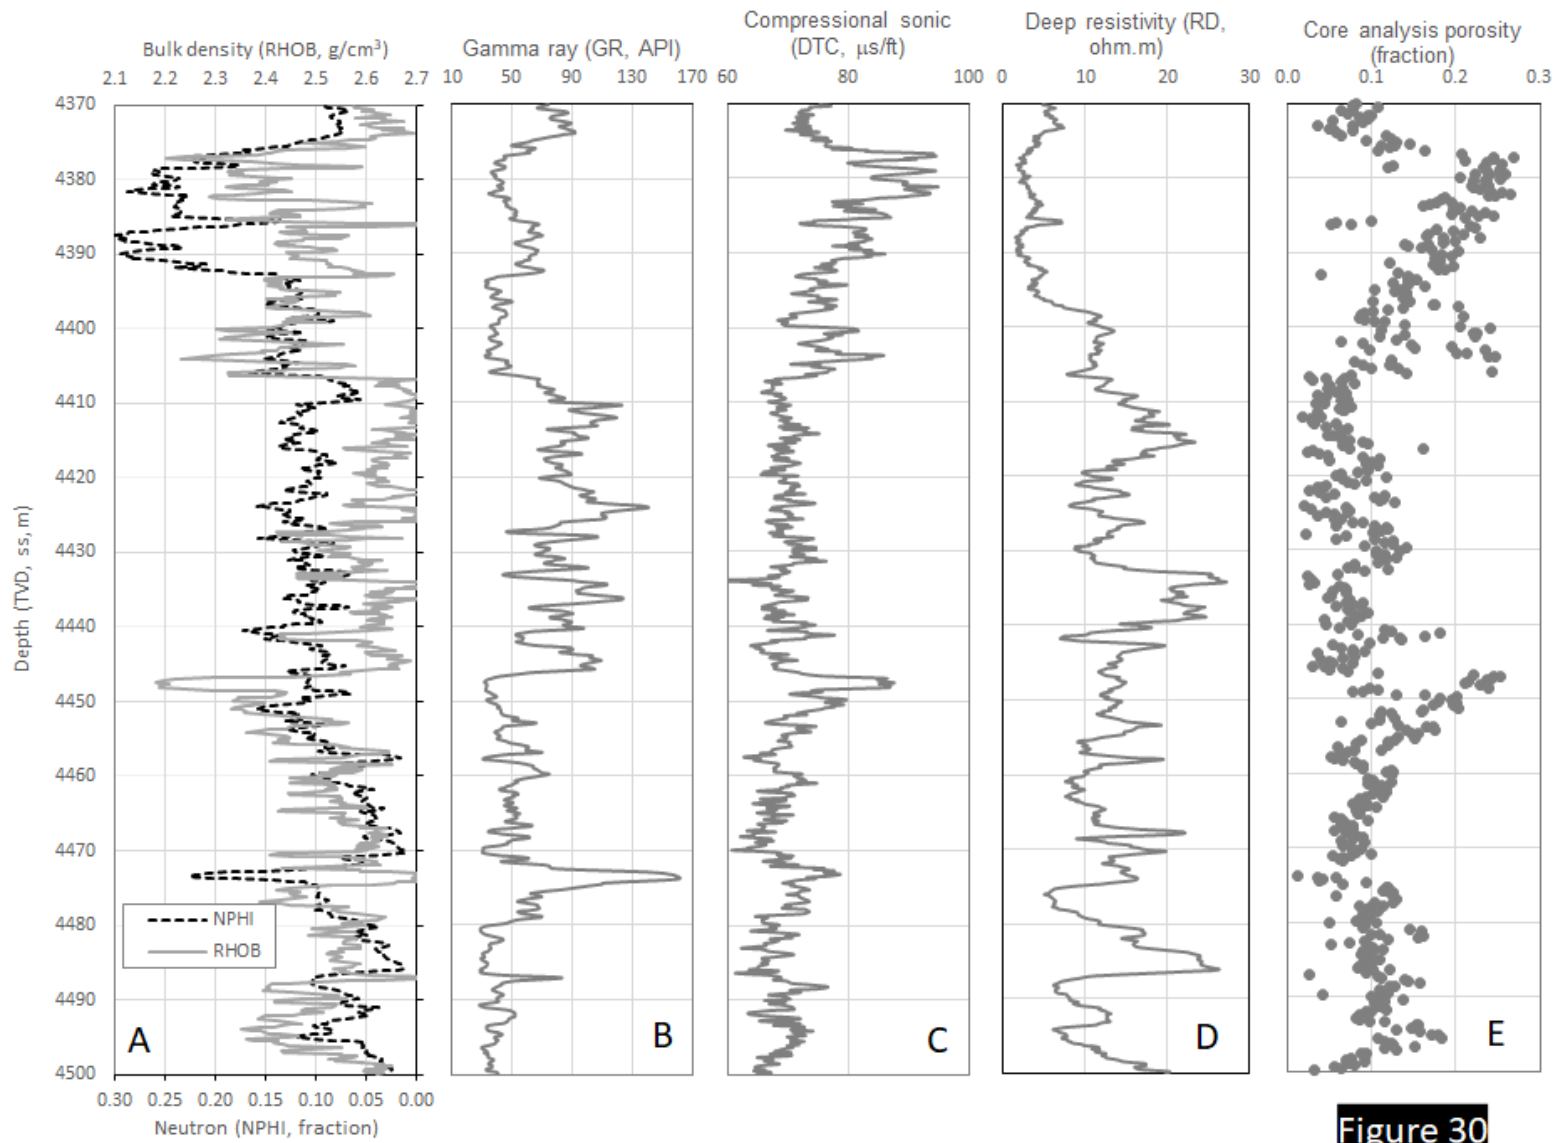 Bulk density (RHOB, g/cm³)
2.1 2.2 2.3 2.4 2.5 2.6 2.7
Gamma ray (GR, API)
10 50 90 130 170
Compressional sonic
(DTC, µs/ft)
60 80 100
Deep resistivity (RD,
ohm.m)
0 10 20 30
Core analysis porosity
(fraction)
0.0 0.1 0.2 0.3
Depth (TVD, ss, m)
4370
4380
4390
4400
4410
4420
4430
4440
4450
4460
4470
4480
4490
4500
NPHI
RHOB
A B C D E
0.30 0.25 0.20 0.15 0.10 0.05 0.00
Neutron (NPHI, fraction)
Figure 30